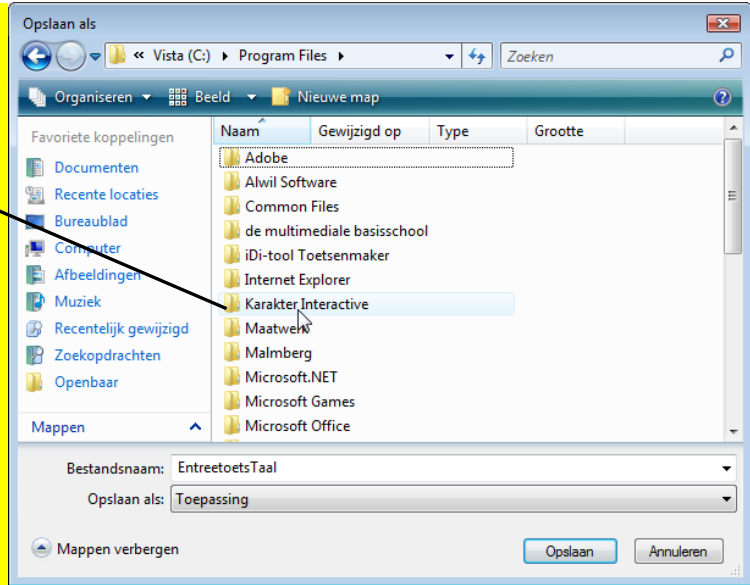 Opslaan als
« Vista (C:) Program Files
Zoeken
Organiseren Beeld Nieuwe map
Favoriete koppelingen
Documenten
Recente locaties
Bureaublad
Computer
Afbeeldingen
Muziek
Recentelijk gewijzigd
Zoekopdrachten
Openbaar
Mappen
Naam Gewijzigd op Type Grootte
Adobe
Alwil Software
Common Files
de multimediale basisschool
iDi-tool Toetsenmaker
Internet Explorer
Karakter Interactive
Maatwerk
Malmberg
Microsoft.NET
Microsoft Games
Microsoft Office
Bestandsnaam: EntreetoetsTaal
Opslaan als: Toepassing
Mappen verbergen
Opslaan Annuleren